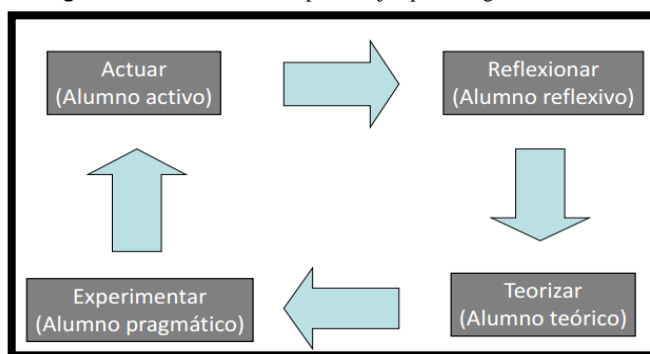 Actuar
(Alumno activo)
Reflexionar
(Alumno reflexivo)
Experimentar
(Alumno pragmático)
Teorizar
(Alumno teórico)